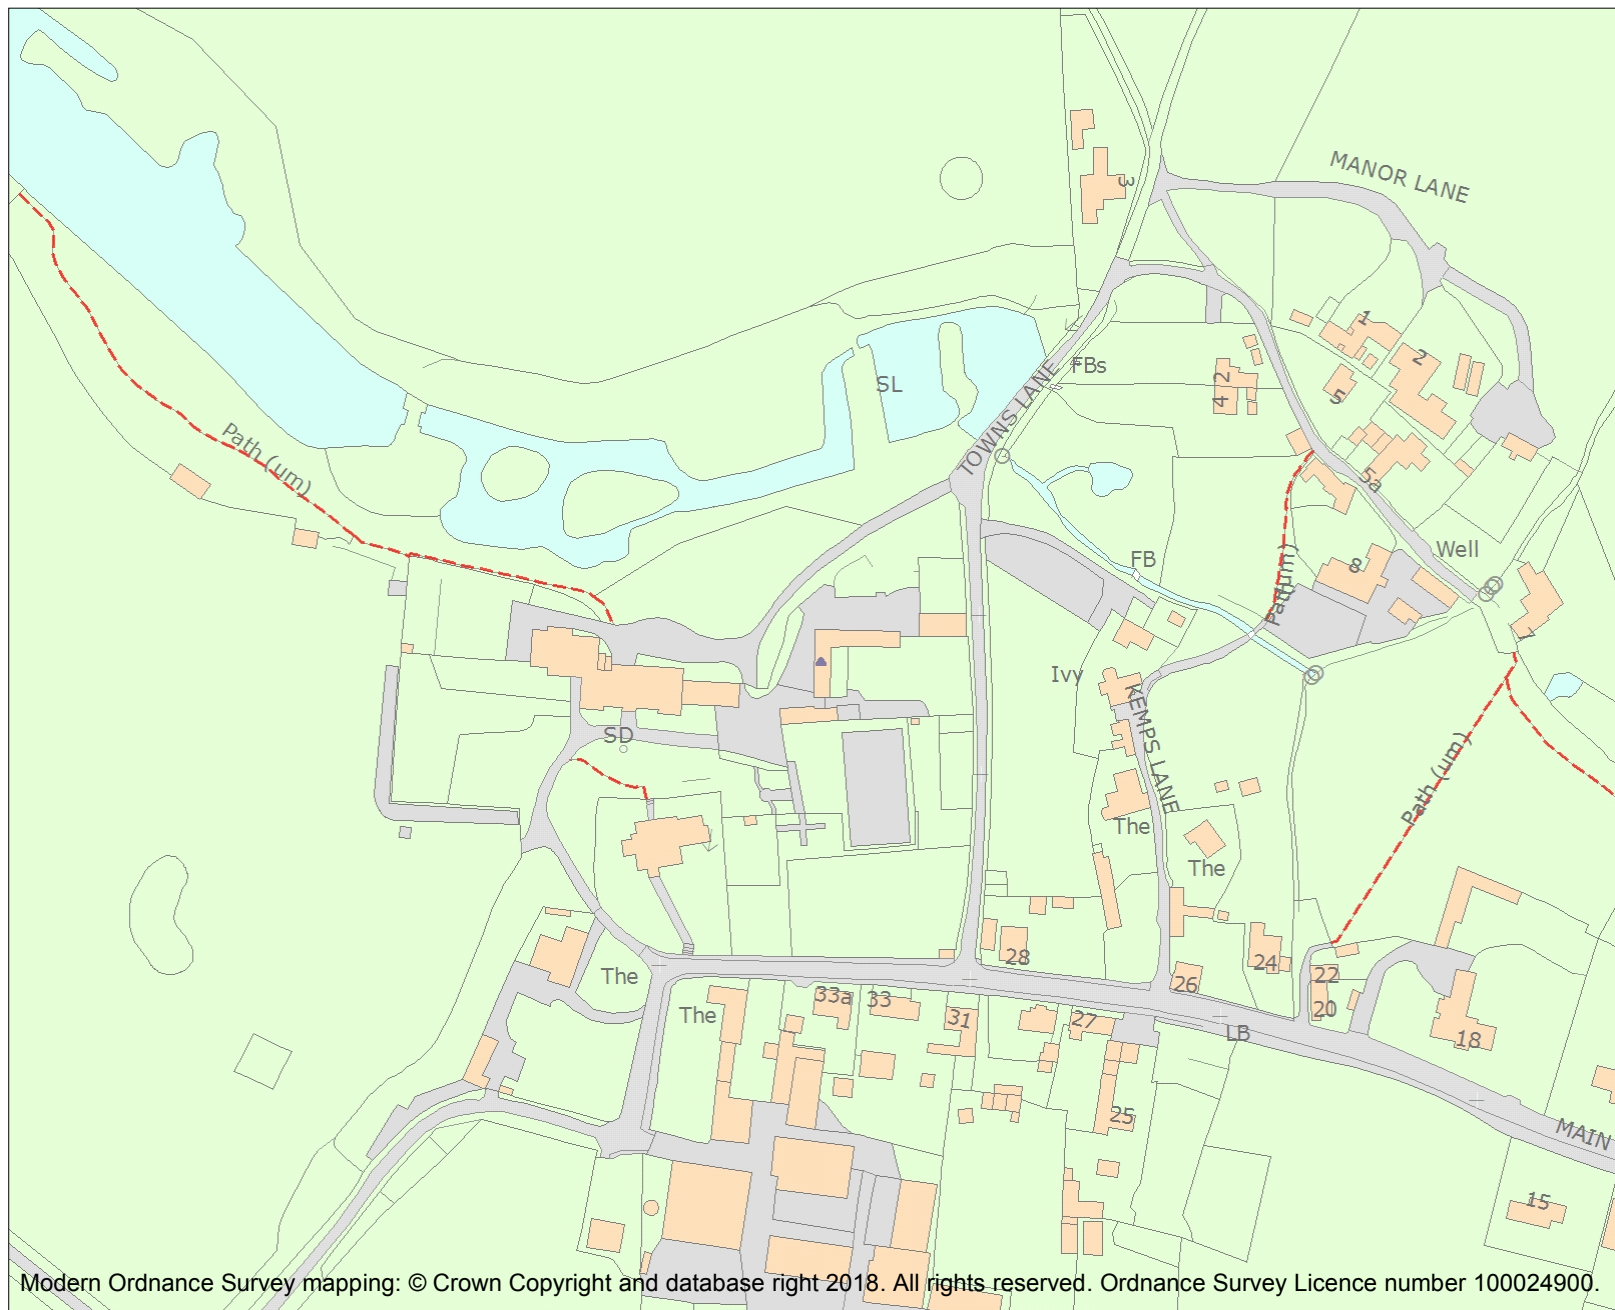 MANOR LANE
3
1
2
FBs
SL
2
4
5
TOWNS LANE
Path (um)
5a
Well
FB
8
Path (um)
7
Ivy
KEMPS LANE
SD
Path (um)
The
The
28
24
The
22
26
33a
33
The
20
31
27
LB
18
25
MAIN
15
Modern Ordnance Survey mapping: © Crown Copyright and database right 2018. All rights reserved. Ordnance Survey Licence number 100024900.